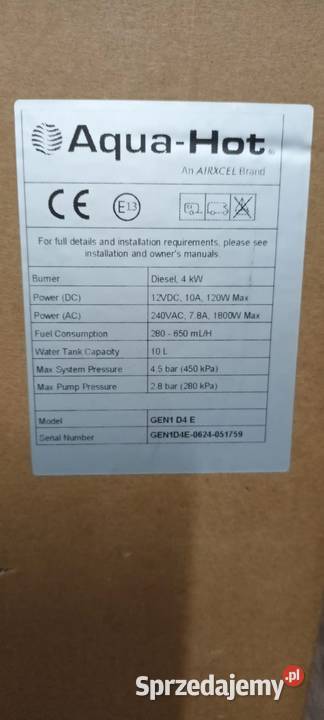 Aqua-Hot
An AIRXCEL Brand
CE E13
For full details and installation requirements, please see
installation and owner's manuals.
Burner Diesel, 4 kW
Power (DC) 12VDC, 10A, 120W Max
Power (AC) 240VAC, 7.8A, 1800W Max
Fuel Consumption 280 - 650 mL/H
Water Tank Capacity 10 L
Max System Pressure 4.5 bar (450 kPa)
Max Pump Pressure 2.8 bar (280 kPa)
Model GEN1 D4 E
Serial Number GEN1D4E-0624-051759
Sprzedajemy.pl